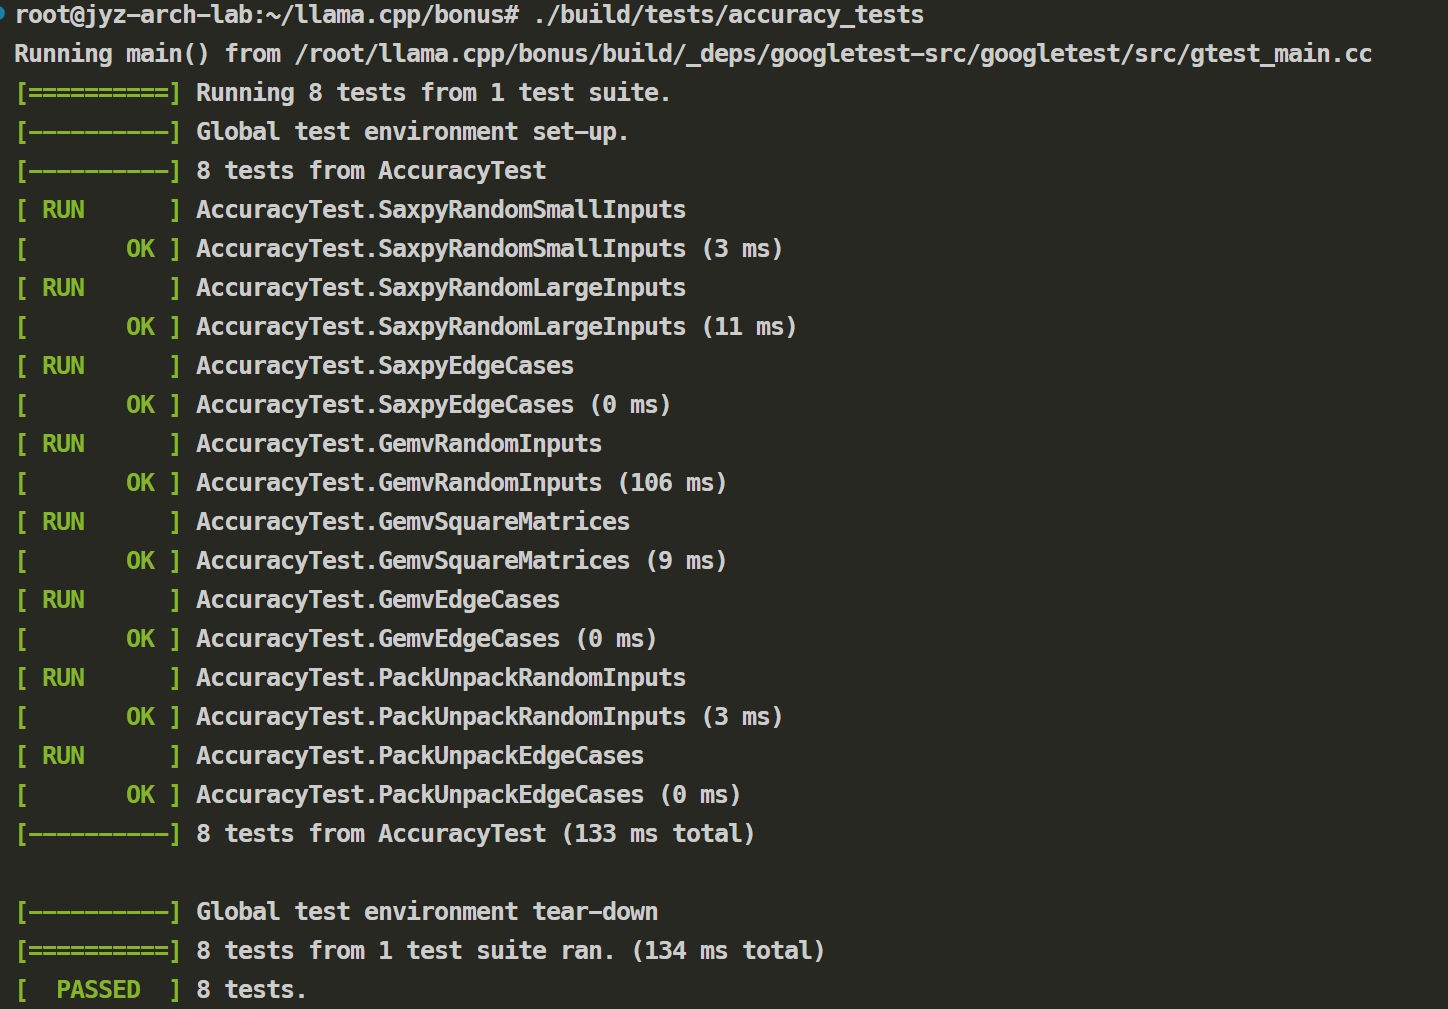 root@jyz-arch-lab:~/llama.cpp/bonus# ./build/tests/accuracy_tests
Running main() from /root/llama.cpp/bonus/build/_deps/googletest-src/googletest/src/gtest_main.cc
[==========] Running 8 tests from 1 test suite.
[----------] Global test environment set-up.
[----------] 8 tests from AccuracyTest
[ RUN      ] AccuracyTest.SaxpyRandomSmallInputs
[       OK ] AccuracyTest.SaxpyRandomSmallInputs (3 ms)
[ RUN      ] AccuracyTest.SaxpyRandomLargeInputs
[       OK ] AccuracyTest.SaxpyRandomLargeInputs (11 ms)
[ RUN      ] AccuracyTest.SaxpyEdgeCases
[       OK ] AccuracyTest.SaxpyEdgeCases (0 ms)
[ RUN      ] AccuracyTest.GemvRandomInputs
[       OK ] AccuracyTest.GemvRandomInputs (106 ms)
[ RUN      ] AccuracyTest.GemvSquareMatrices
[       OK ] AccuracyTest.GemvSquareMatrices (9 ms)
[ RUN      ] AccuracyTest.GemvEdgeCases
[       OK ] AccuracyTest.GemvEdgeCases (0 ms)
[ RUN      ] AccuracyTest.PackUnpackRandomInputs
[       OK ] AccuracyTest.PackUnpackRandomInputs (3 ms)
[ RUN      ] AccuracyTest.PackUnpackEdgeCases
[       OK ] AccuracyTest.PackUnpackEdgeCases (0 ms)
[----------] 8 tests from AccuracyTest (133 ms total)

[----------] Global test environment tear-down
[==========] 8 tests from 1 test suite ran. (134 ms total)
[  PASSED  ] 8 tests.